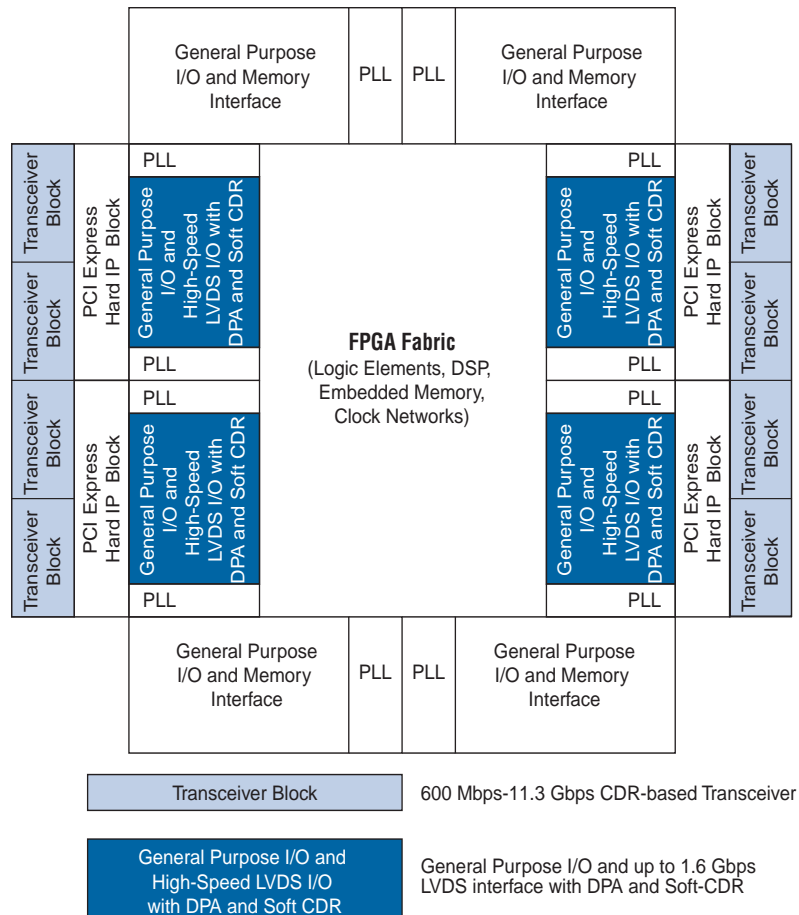 General Purpose
I/O and Memory
Interface
PLL
PLL
General Purpose
I/O and Memory
Interface
Transceiver
Block
Transceiver
Block
PCI Express
Hard IP Block
PLL
General Purpose
I/O and
High-Speed
LVDS I/O with
DPA and Soft CDR
PLL
PLL
General Purpose
I/O and
High-Speed
LVDS I/O with
DPA and Soft CDR
PLL
Transceiver
Block
Transceiver
Block
PCI Express
Hard IP Block
FPGA Fabric
(Logic Elements, DSP,
Embedded Memory,
Clock Networks)
PLL
General Purpose
I/O and
High-Speed
LVDS I/O with
DPA and Soft CDR
PLL
PCI Express
Hard IP Block
Transceiver
Block
Transceiver
Block
PLL
General Purpose
I/O and
High-Speed
LVDS I/O with
DPA and Soft CDR
PLL
PCI Express
Hard IP Block
Transceiver
Block
Transceiver
Block
General Purpose
I/O and Memory
Interface
PLL
PLL
General Purpose
I/O and Memory
Interface
Transceiver Block
600 Mbps-11.3 Gbps CDR-based Transceiver
General Purpose I/O and
High-Speed LVDS I/O
with DPA and Soft CDR
General Purpose I/O and up to 1.6 Gbps
LVDS interface with DPA and Soft-CDR